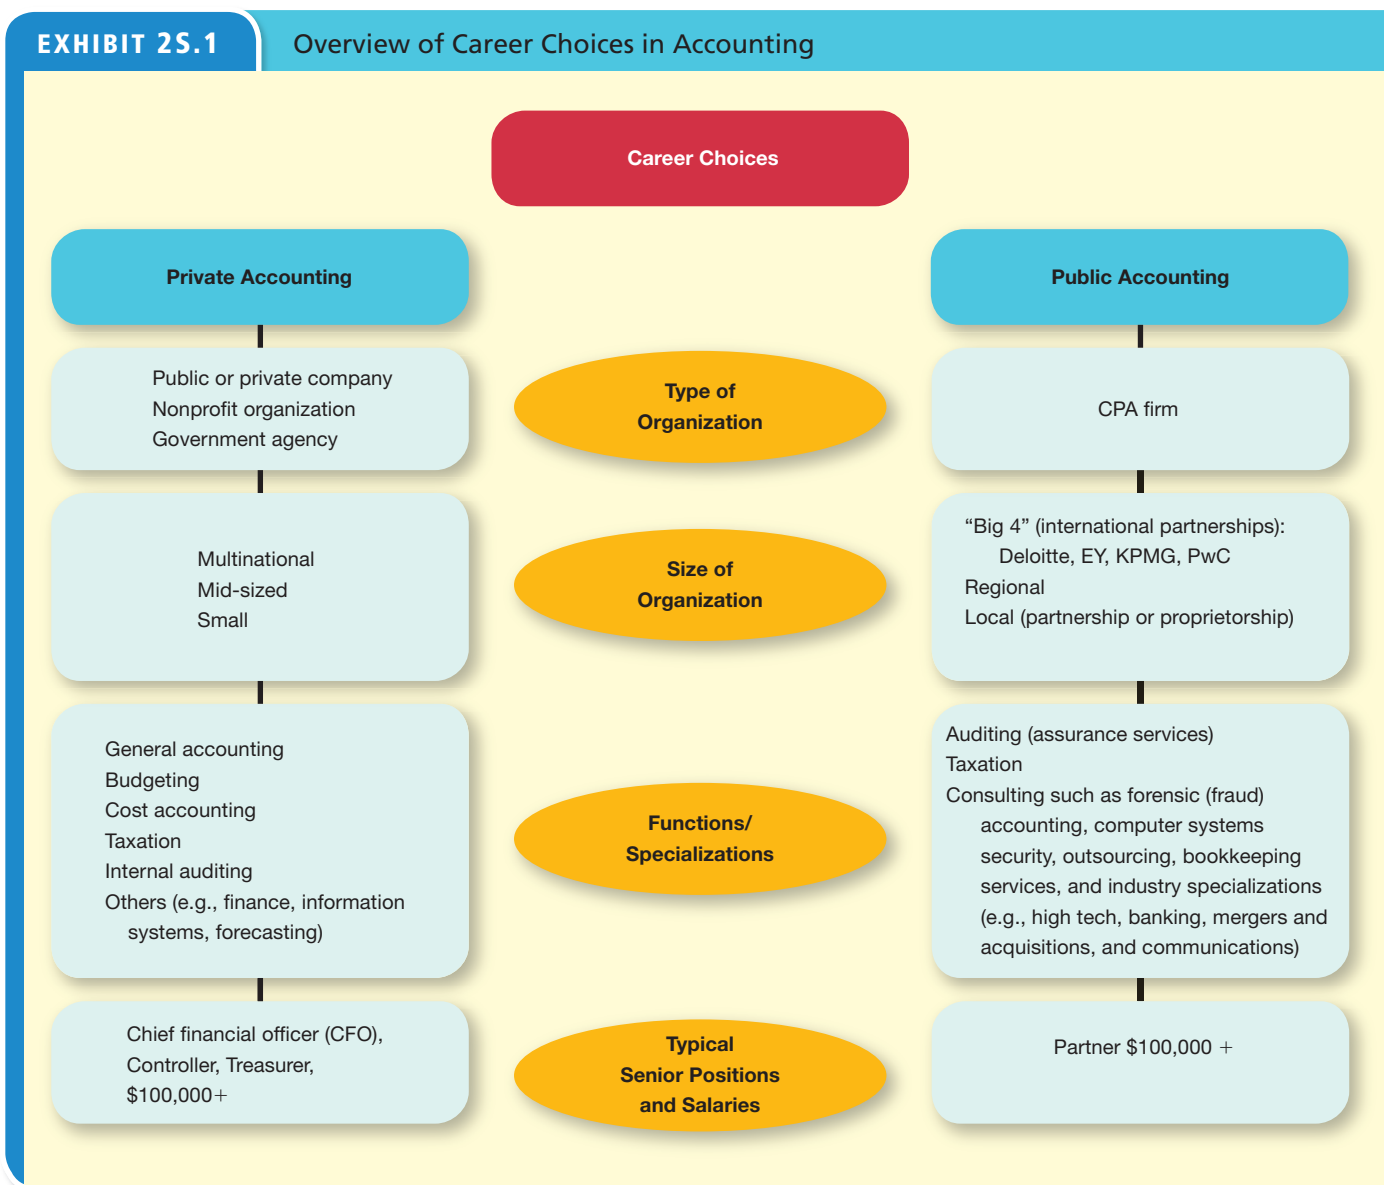 EXHIBIT 2S.1
Overview of Career Choices in Accounting
Career Choices
Private Accounting
Public Accounting
Public or private company
Nonprofit organization
Government agency
Type of
Organization
CPA firm
Multinational
Mid-sized
Small
Size of
Organization
“Big 4” (international partnerships):
Deloitte, EY, KPMG, PwC
Regional
Local (partnership or proprietorship)
General accounting
Budgeting
Cost accounting
Taxation
Internal auditing
Others (e.g., finance, information
systems, forecasting)
Functions/
Specializations
Auditing (assurance services)
Taxation
Consulting such as forensic (fraud)
accounting, computer systems
security, outsourcing, bookkeeping
services, and industry specializations
(e.g., high tech, banking, mergers and
acquisitions, and communications)
Chief financial officer (CFO),
Controller, Treasurer,
$100,000+
Typical
Senior Positions
and Salaries
Partner $100,000 +